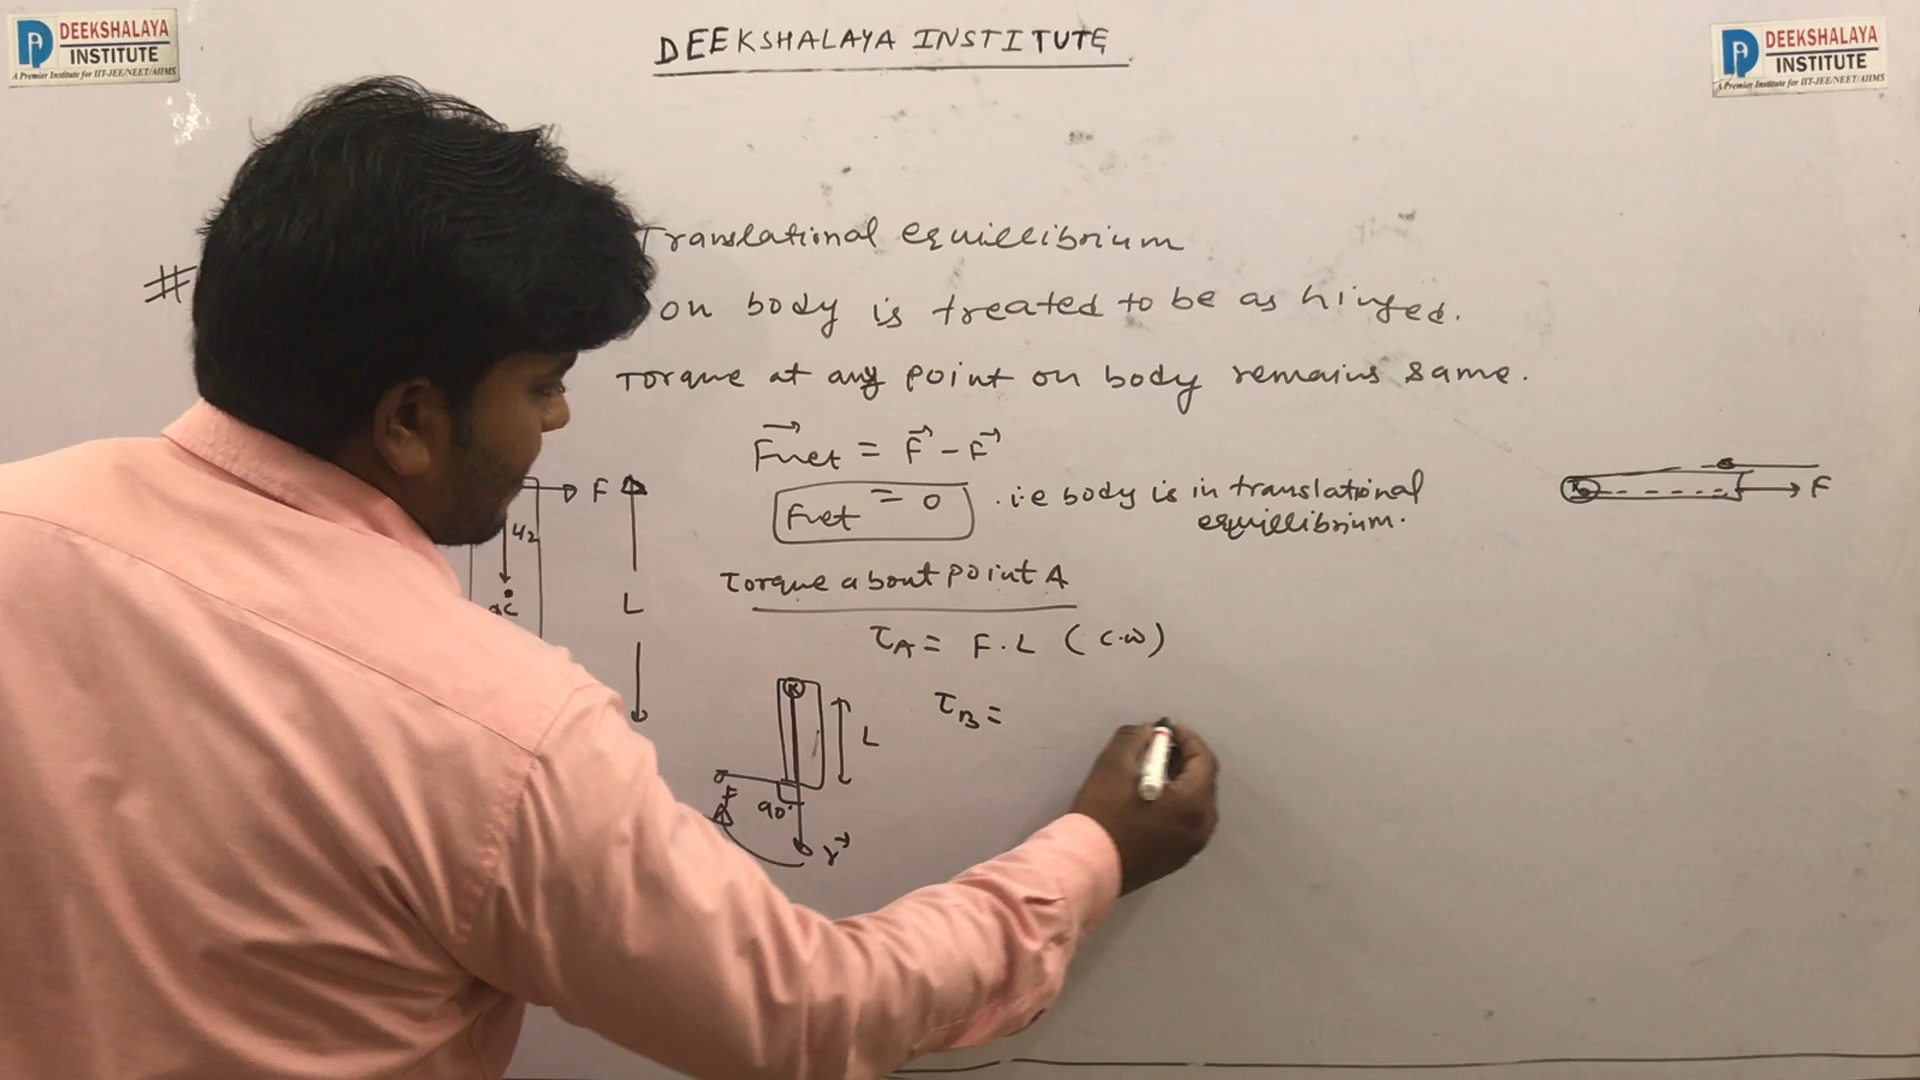 DEEKSHALAYA INSTITUTE
A Premier Institute for IIT-JEE/NEET/AIIMS
DEEKSHALAYA INSTITUTE
DEEKSHALAYA INSTITUTE
A Premier Institute for IIT-JEE/NEET/AIIMS
# Translational equillibrium
on body is treated to be as hinged.
Torque at any point on body remains same.
Fnet = F - F
Fnet = 0 . i.e body is in translational
equillibrium.
F
L
F
Torque about point A
τA = F.L (C.W)
τB =
L
F
90°
r